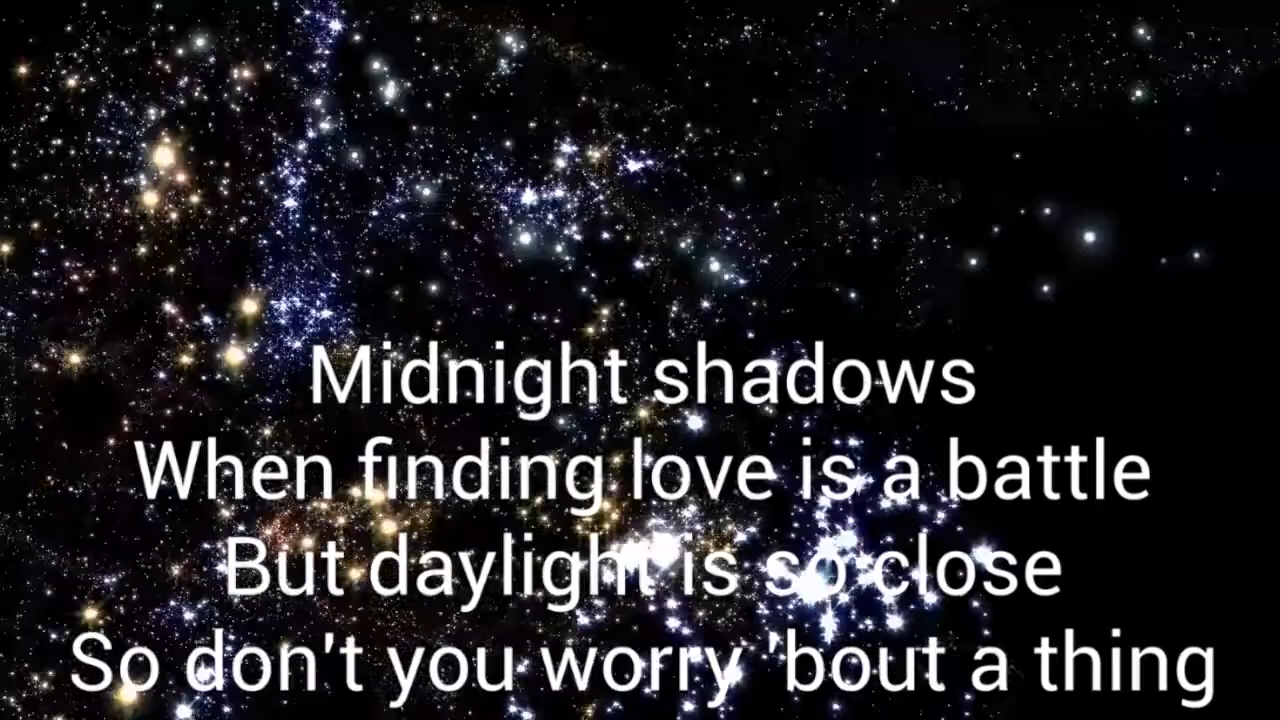 Midnight shadows
When finding love is a battle
But daylight is so close
So don't you worry 'bout a thing